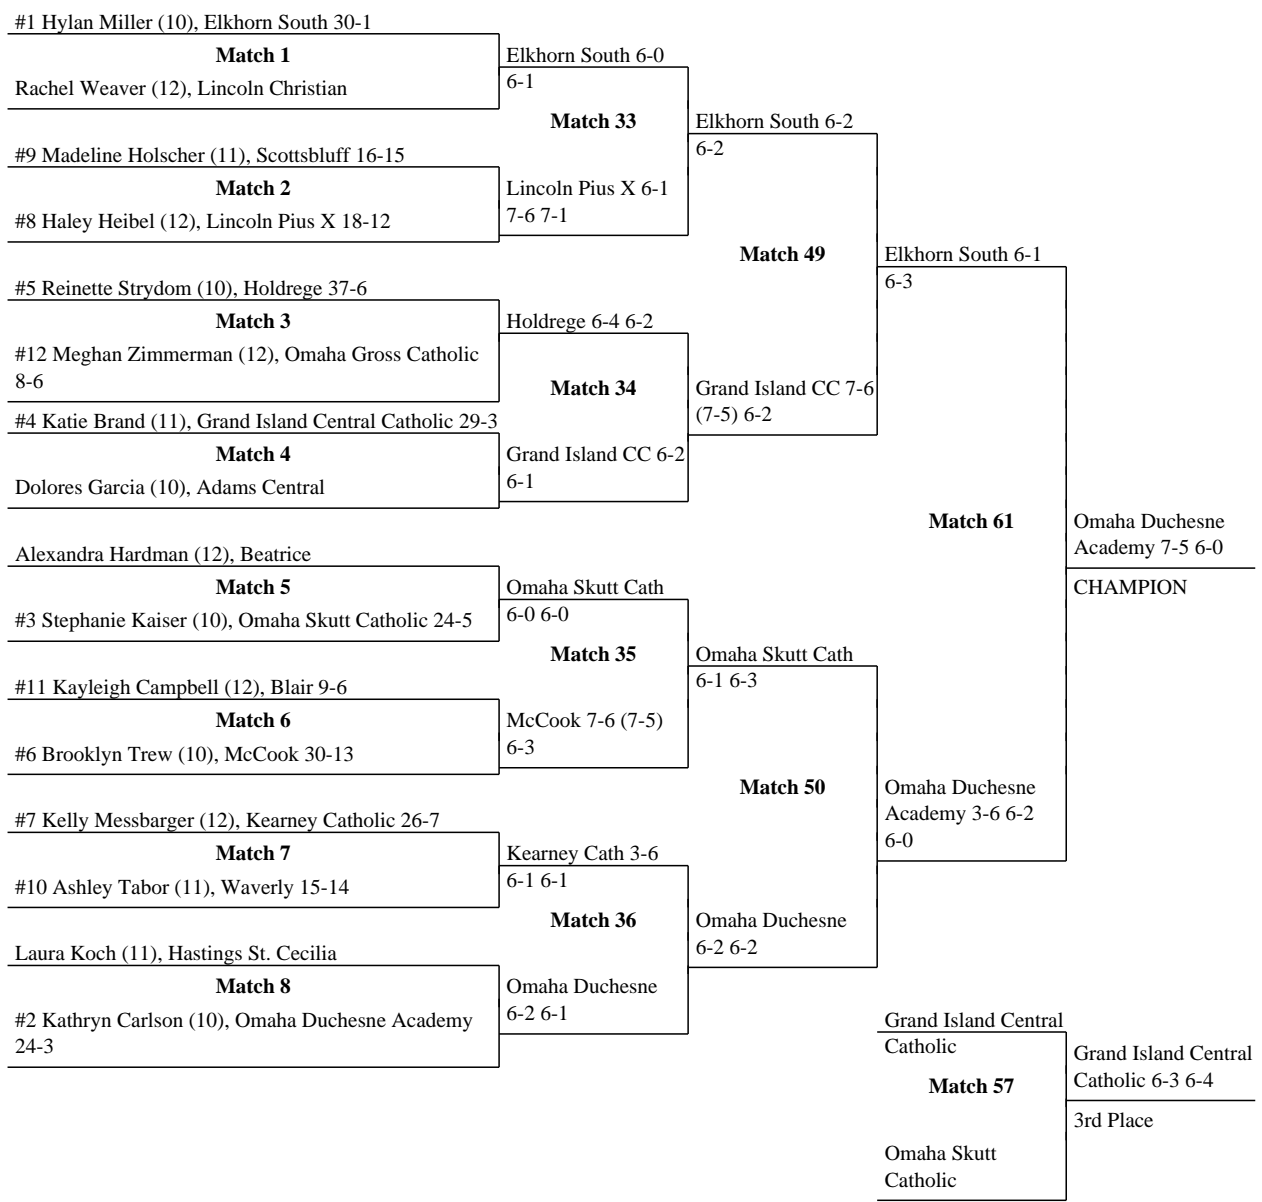 #1 Hylan Miller (10), Elkhorn South 30-1
Match 1
Rachel Weaver (12), Lincoln Christian
#9 Madeline Holscher (11), Scottsbluff 16-15
Match 2
#8 Haley Heibel (12), Lincoln Pius X 18-12
#5 Reinette Strydom (10), Holdrege 37-6
Match 3
#12 Meghan Zimmerman (12), Omaha Gross Catholic
8-6
#4 Katie Brand (11), Grand Island Central Catholic 29-3
Match 4
Dolores Garcia (10), Adams Central
Alexandra Hardman (12), Beatrice
Match 5
#3 Stephanie Kaiser (10), Omaha Skutt Catholic 24-5
#11 Kayleigh Campbell (12), Blair 9-6
Match 6
#6 Brooklyn Trew (10), McCook 30-13
#7 Kelly Messbarger (12), Kearney Catholic 26-7
Match 7
#10 Ashley Tabor (11), Waverly 15-14
Laura Koch (11), Hastings St. Cecilia
Match 8
#2 Kathryn Carlson (10), Omaha Duchesne Academy
24-3
Elkhorn South 6-0
6-1
Match 33
Lincoln Pius X 6-1
7-6 7-1
Holdrege 6-4 6-2
Match 34
Grand Island CC 6-2
6-1
Omaha Skutt Cath
6-0 6-0
Match 35
McCook 7-6 (7-5)
6-3
Kearney Cath 3-6
6-1 6-1
Match 36
Omaha Duchesne
6-2 6-1
Elkhorn South 6-2
6-2
Match 49
Grand Island CC 7-6
(7-5) 6-2
Omaha Skutt Cath
6-1 6-3
Match 50
Omaha Duchesne
6-2 6-2
Elkhorn South 6-1
6-3
Match 61
Omaha Duchesne
Academy 3-6 6-2
6-0
Omaha Duchesne
Academy 7-5 6-0
CHAMPION
Grand Island Central
Catholic
Match 57
Omaha Skutt
Catholic
Grand Island Central
Catholic 6-3 6-4
3rd Place